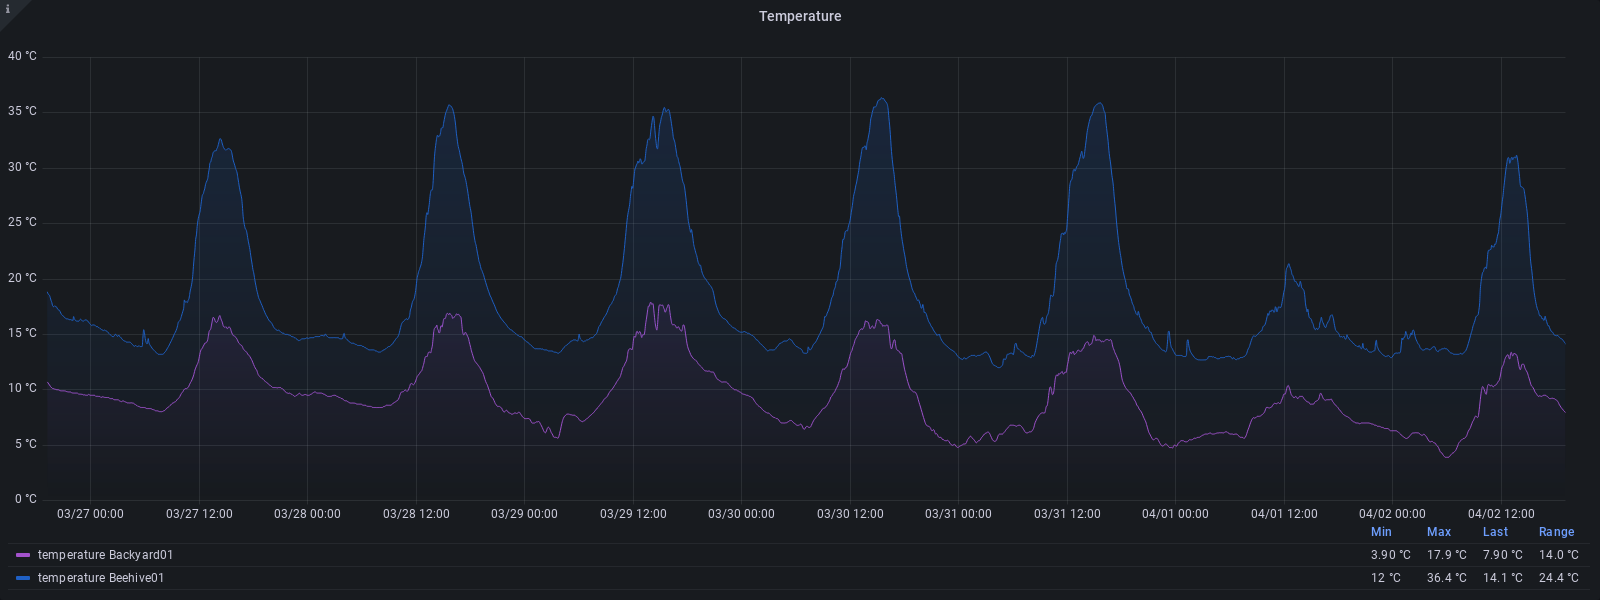 i
Temperature
40 °C
35 °C
30 °C
25 °C
20 °C
15 °C
10 °C
5 °C
0 °C
03/27 00:00 03/27 12:00 03/28 00:00 03/28 12:00 03/29 00:00 03/29 12:00 03/30 00:00 03/30 12:00 03/31 00:00 03/31 12:00 04/01 00:00 04/01 12:00 04/02 00:00 04/02 12:00
Min Max Last Range
temperature Backyard01 3.90 °C 17.9 °C 7.90 °C 14.0 °C
temperature Beehive01 12 °C 36.4 °C 14.1 °C 24.4 °C